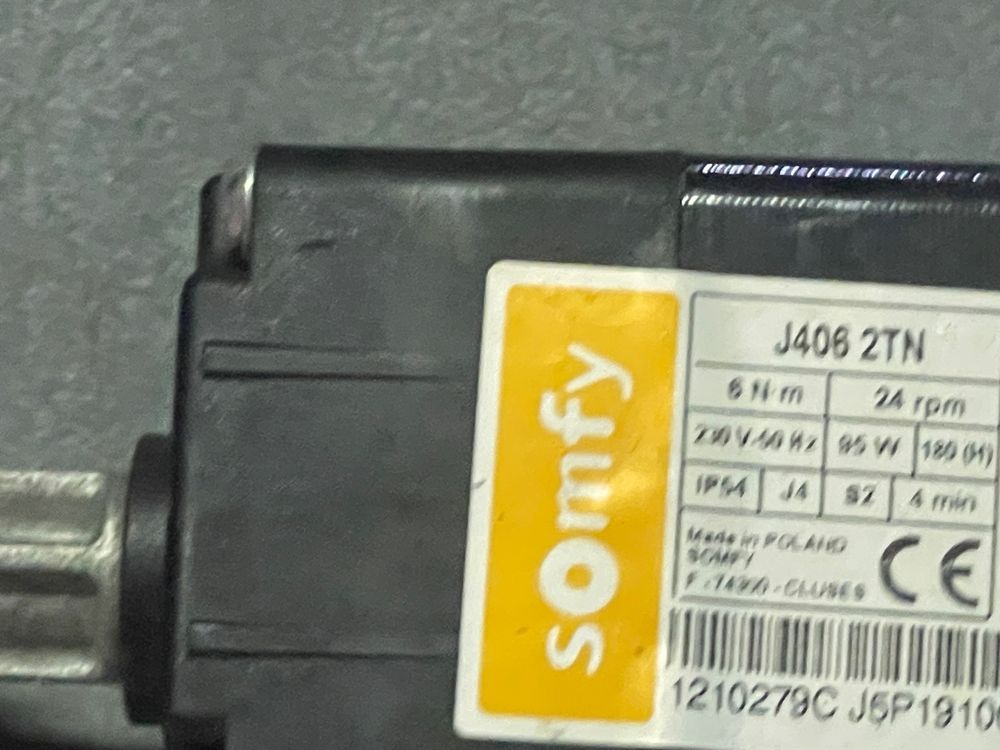 somfy
J406 2TN
6 N·m 24 rpm
230 V-50 Hz 95 W 180 (H)
IP54 J4 S2 4 min
Made in POLAND
SOMFY
F - 74300 - CLUSES
CE
1210279C J5P1910